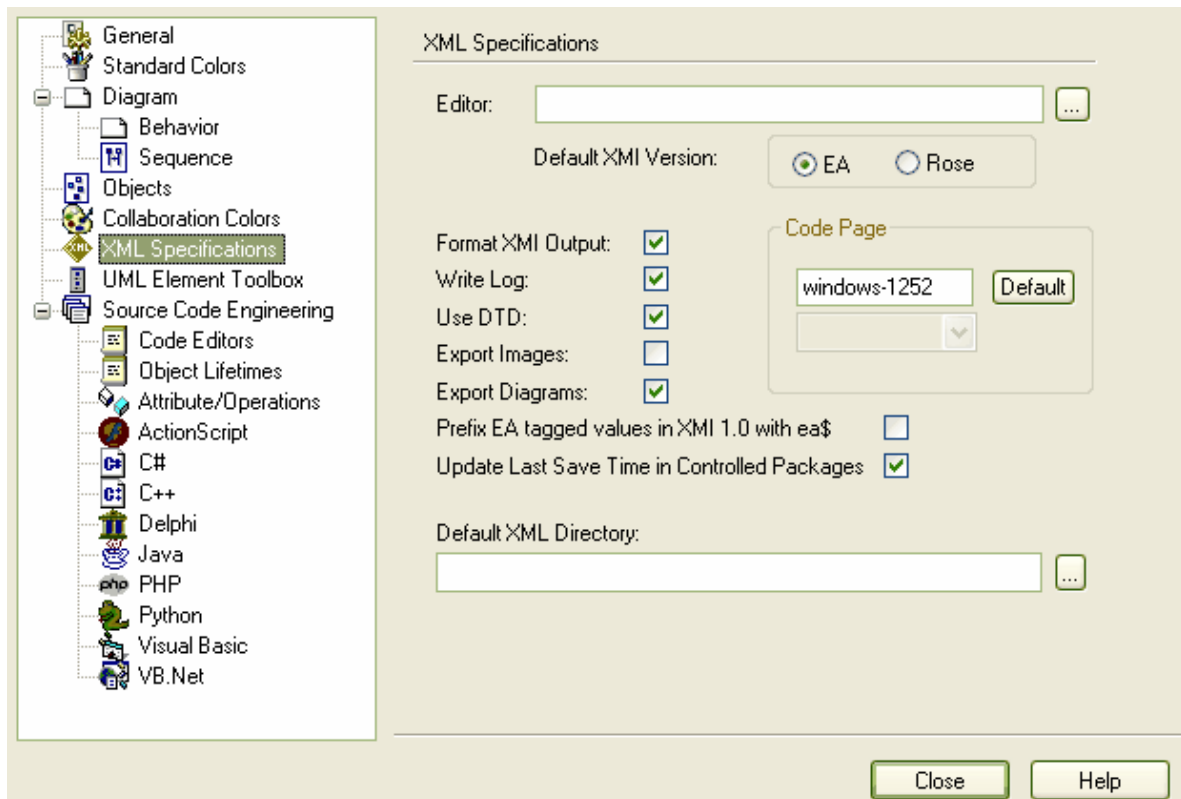 General
Standard Colors
Diagram
Behavior
Sequence
Objects
Collaboration Colors
XML Specifications
UML Element Toolbox
Source Code Engineering
Code Editors
Object Lifetimes
Attribute/Operations
ActionScript
C#
C++
Delphi
Java
php PHP
Python
Visual Basic
VB.Net
XML Specifications
Editor:
...
Default XMI Version:
EA
Rose
Format XMI Output:
Write Log:
Use DTD:
Export Images:
Export Diagrams:
Code Page
windows-1252
Default
Prefix EA tagged values in XMI 1.0 with ea$
Update Last Save Time in Controlled Packages
Default XML Directory:
...
Close
Help